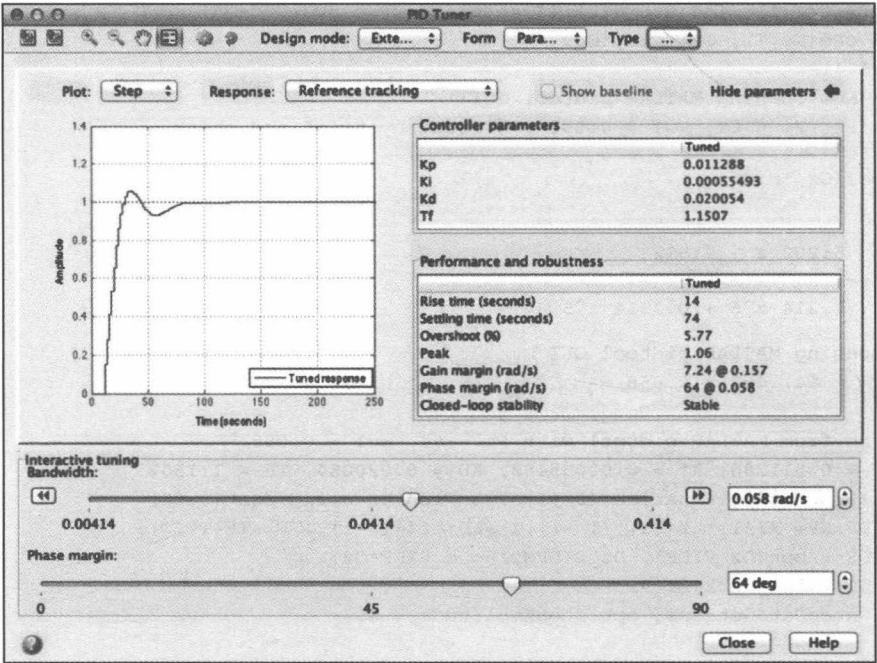 PID Tuner
Design mode: Exte... Form Para... Type ...
Plot: Step Response: Reference tracking Show baseline Hide parameters
Controller parameters
Tuned
Kp 0.011288
Ki 0.00055493
Kd 0.020054
Tf 1.1507
Performance and robustness
Tuned
Rise time (seconds) 14
Settling time (seconds) 74
Overshoot (%) 5.77
Peak 1.06
Gain margin (rad/s) 7.24 @ 0.157
Phase margin (rad/s) 64 @ 0.058
Closed-loop stability Stable
1.4
1.2
1
0.8
0.6
0.4
0.2
0
Amplitude
Tuned response
0 50 100 150 200 250
Time (seconds)
Interactive tuning
Bandwidth:
0.058 rad/s
0.00414 0.0414 0.414
Phase margin:
64 deg
0 45 90
? Close Help